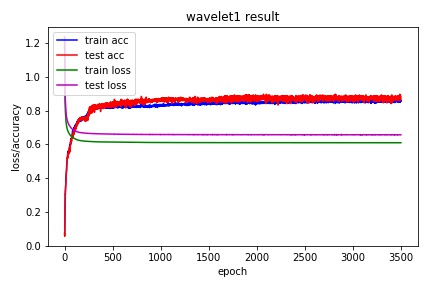 wavelet1 result
train acc
test acc
train loss
test loss
loss/accuracy
1.2
1.0
0.8
0.6
0.4
0.2
0.0
0 500 1000 1500 2000 2500 3000 3500
epoch